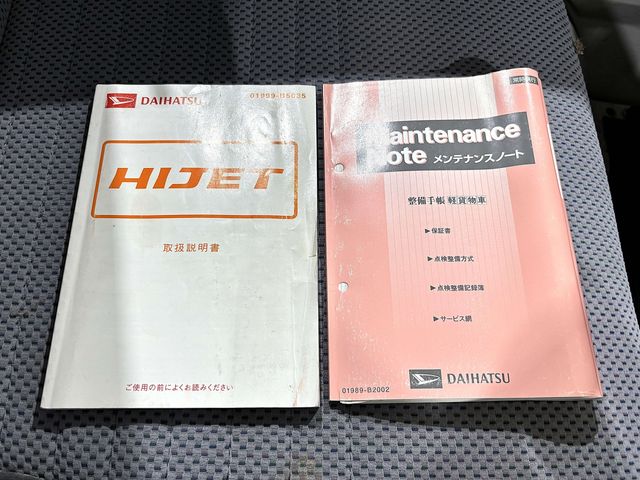 DAIHATSU
01999-B5035
HIJET
取扱説明書
ご使用の前によくお読みください
Maintenance
Note メンテナンスノート
整備手帳 軽貨物車
▶保証書
▶点検整備方式
▶点検整備記録簿
▶サービス網
01989-B2002
DAIHATSU